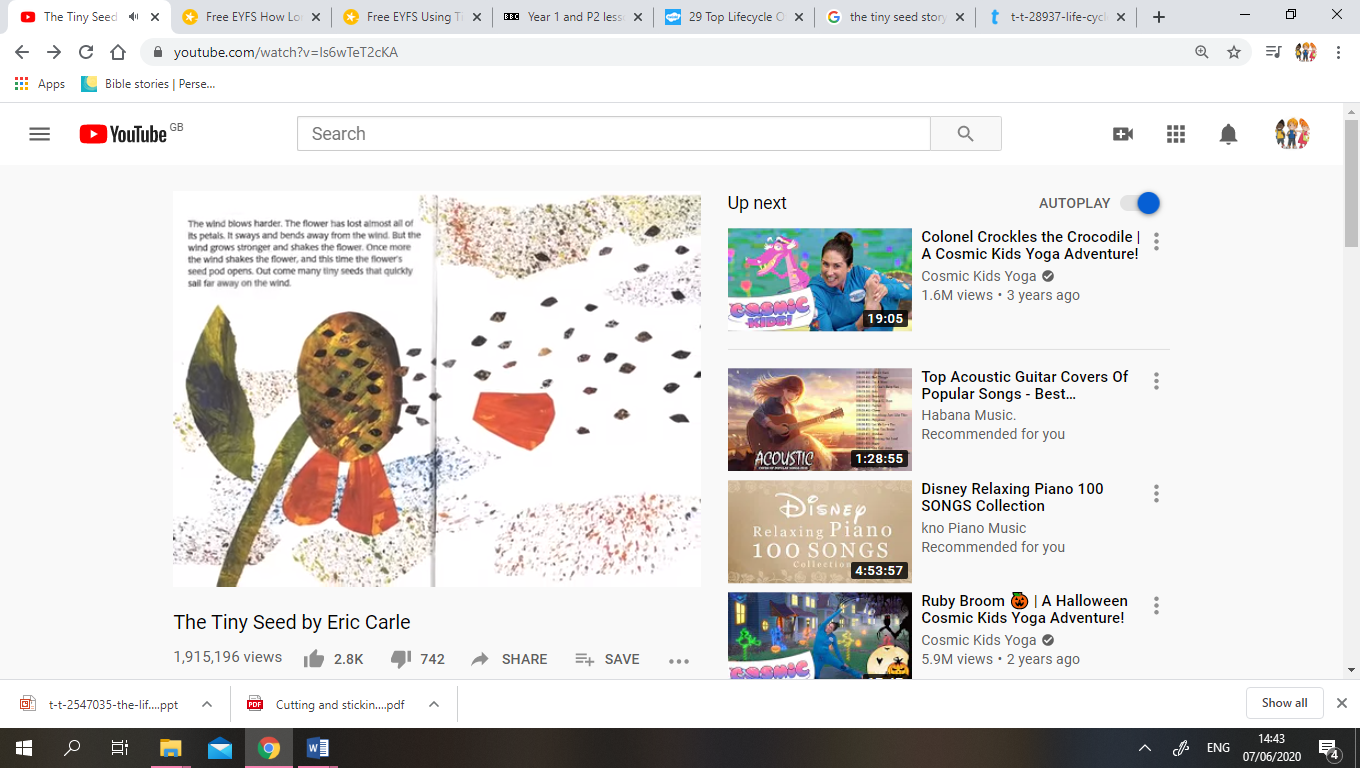 The Tiny Seed
Free EYFS How Lo
Free EYFS Using T
BBC
Year 1 and P2 less
29 Top Lifecycle O
the tiny seed story
t-t-28937-life-cycl
youtube.com/watch?v=ls6wTeT2cKA
Apps
Bible stories | Perse...
YouTube GB
Search
The wind blows harder. The flower has lost almost all of
its petals. It sways and bends away from the wind. But the
wind grows stronger and shakes the flower. Once more
the wind shakes the flower, and this time the flower's
seed pod opens. Out come many tiny seeds that quickly
sail far away on the wind.
The Tiny Seed by Eric Carle
1,915,196 views
2.8K
742
SHARE
SAVE
Up next
AUTOPLAY
COSMIC
KIDS!
19:05
Colonel Crockles the Crocodile |
A Cosmic Kids Yoga Adventure!
Cosmic Kids Yoga
1.6M views • 3 years ago
ACOUSTIC
1:28:55
Top Acoustic Guitar Covers Of
Popular Songs - Best...
Habana Music.
Recommended for you
Disney
Relaxing Piano
100 SONGS
Collection
4:53:57
Disney Relaxing Piano 100
SONGS Collection
kno Piano Music
Recommended for you
COSMIC
Ruby Broom 🎃 | A Halloween
Cosmic Kids Yoga Adventure!
Cosmic Kids Yoga
5.9M views • 2 years ago
t-t-2547035-the-lif....ppt
PDF
Cutting and stickin....pdf
Show all
ENG
14:43
07/06/2020
4